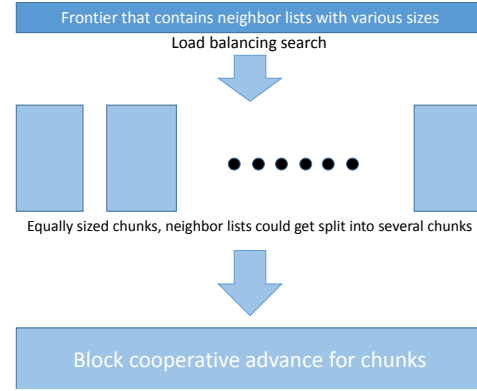 Frontier that contains neighbor lists with various sizes
Load balancing search
Equally sized chunks, neighbor lists could get split into several chunks
Block cooperative advance for chunks